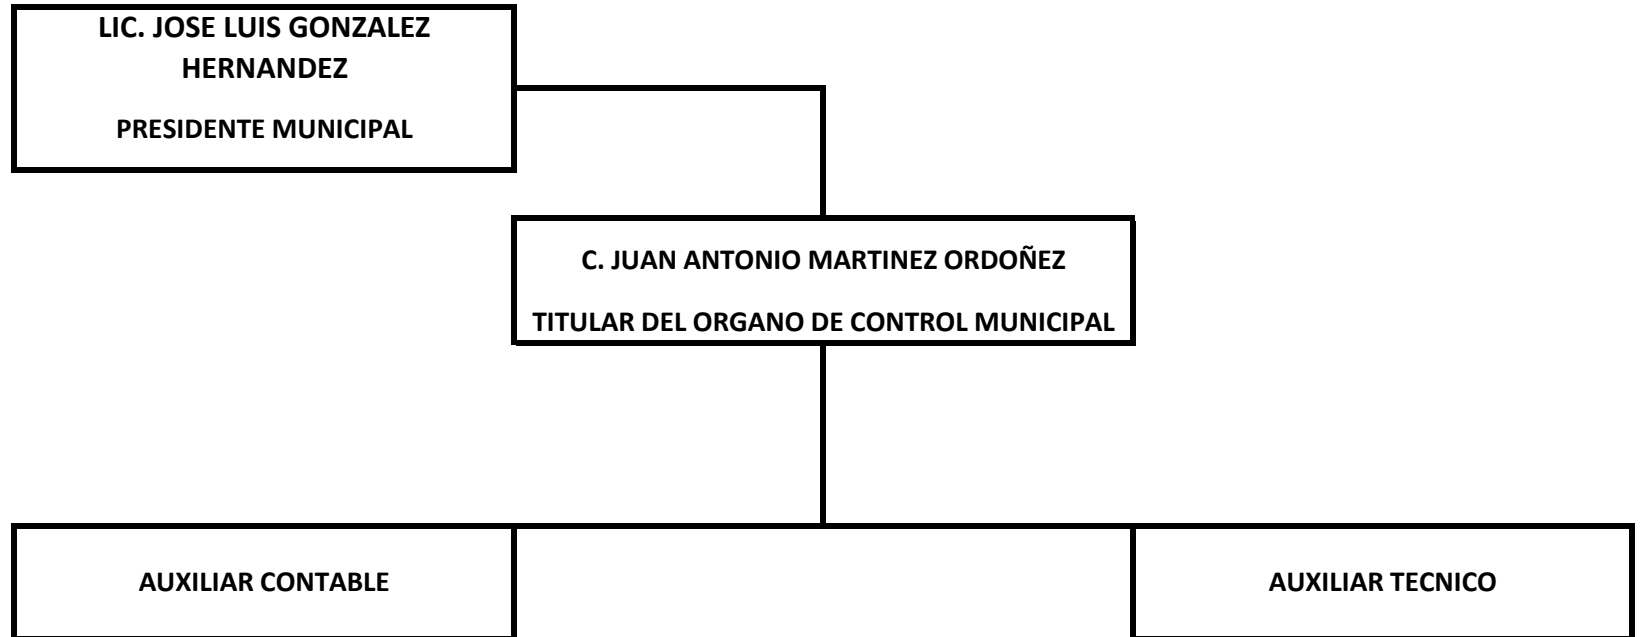 LIC. JOSE LUIS GONZALEZ
HERNANDEZ
PRESIDENTE MUNICIPAL
C. JUAN ANTONIO MARTINEZ ORDOÑEZ
TITULAR DEL ORGANO DE CONTROL MUNICIPAL
AUXILIAR CONTABLE
AUXILIAR TECNICO